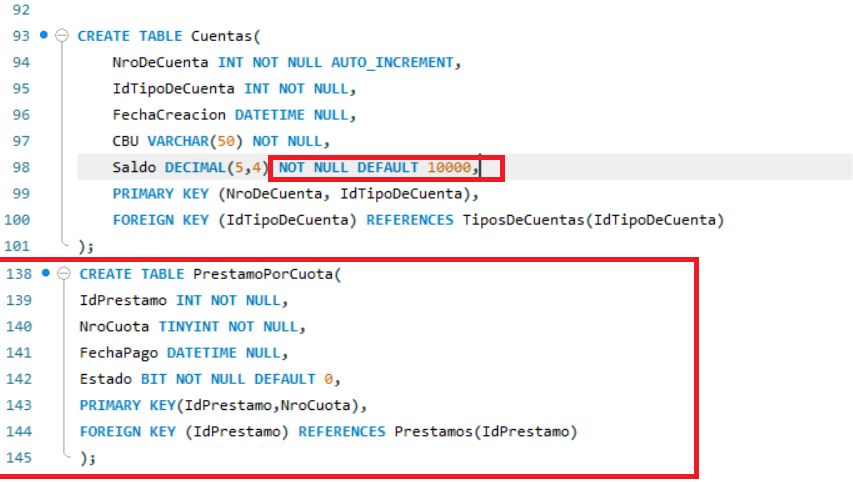 92
93 CREATE TABLE Cuentas(
94 NroDeCuenta INT NOT NULL AUTO_INCREMENT,
95 IdTipoDeCuenta INT NOT NULL,
96 FechaCreacion DATETIME NULL,
97 CBU VARCHAR(50) NOT NULL,
98 Saldo DECIMAL(5,4) NOT NULL DEFAULT 10000,
99 PRIMARY KEY (NroDeCuenta, IdTipoDeCuenta),
100 FOREIGN KEY (IdTipoDeCuenta) REFERENCES TiposDeCuentas(IdTipoDeCuenta)
101 );
138 CREATE TABLE PrestamoPorCuota(
139 IdPrestamo INT NOT NULL,
140 NroCuota TINYINT NOT NULL,
141 FechaPago DATETIME NULL,
142 Estado BIT NOT NULL DEFAULT 0,
143 PRIMARY KEY(IdPrestamo,NroCuota),
144 FOREIGN KEY (IdPrestamo) REFERENCES Prestamos(IdPrestamo)
145 );